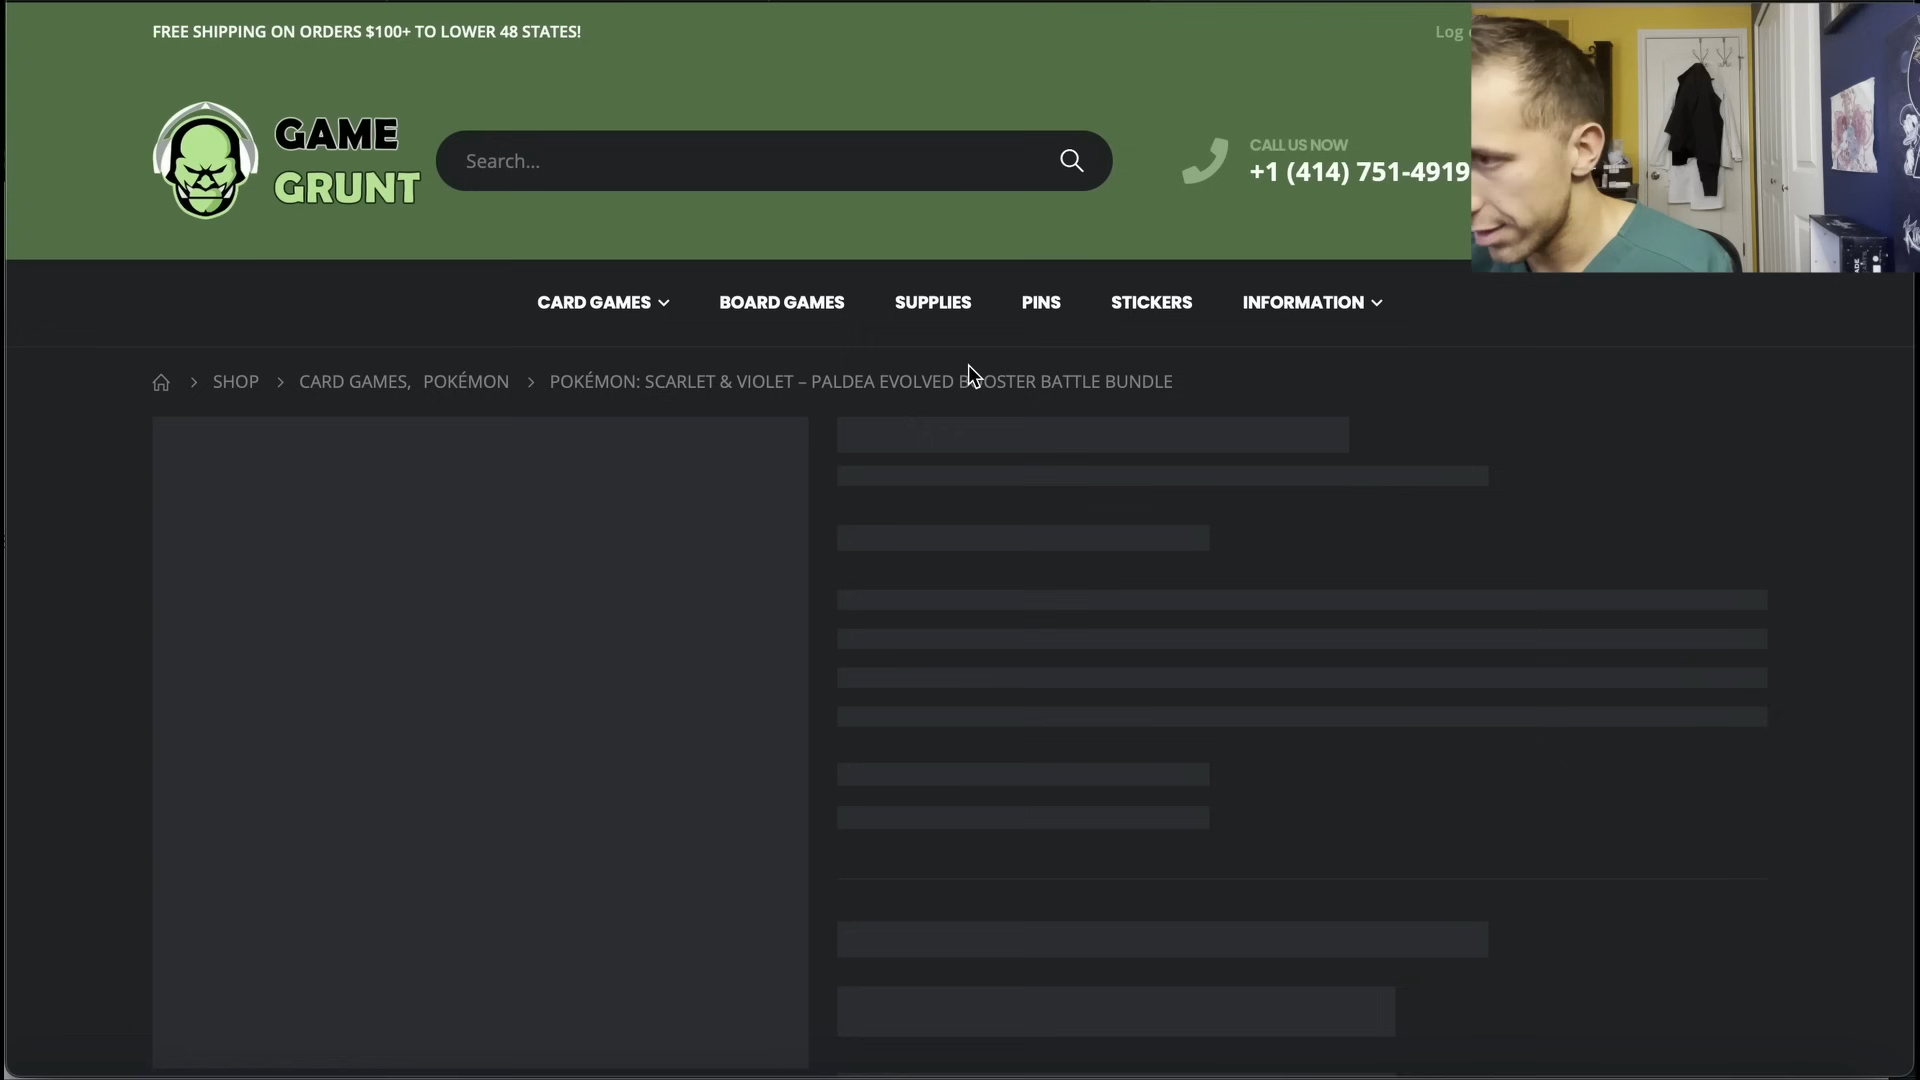 FREE SHIPPING ON ORDERS $100+ TO LOWER 48 STATES!
Log
GAME
GRUNT
Search...
CALL US NOW
+1 (414) 751-4919
CARD GAMES
BOARD GAMES
SUPPLIES
PINS
STICKERS
INFORMATION
SHOP > CARD GAMES, POKÉMON > POKÉMON: SCARLET & VIOLET – PALDEA EVOLVED BOOSTER BATTLE BUNDLE